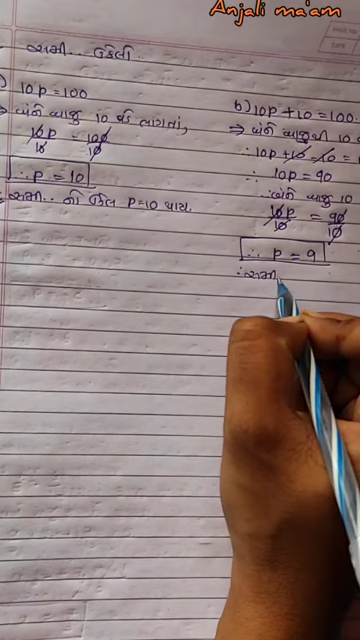 Anjali ma'am
સમી.. ઉકેલો
10p = 100
⇒ બંને બાજુ 10 વડે ભાગતાં,
10p = 100
10 10
∴ p = 10
સમી.. નો ઉકેલ p=10 થાય.
b) 10p + 10 = 100
⇒ બંને બાજુથી 10
∴ 10p + 10 - 10 =
∴ 10p = 90
∴ બંને બાજુ 10
10p = 90
10 10
∴ p = 9
∴ સમી